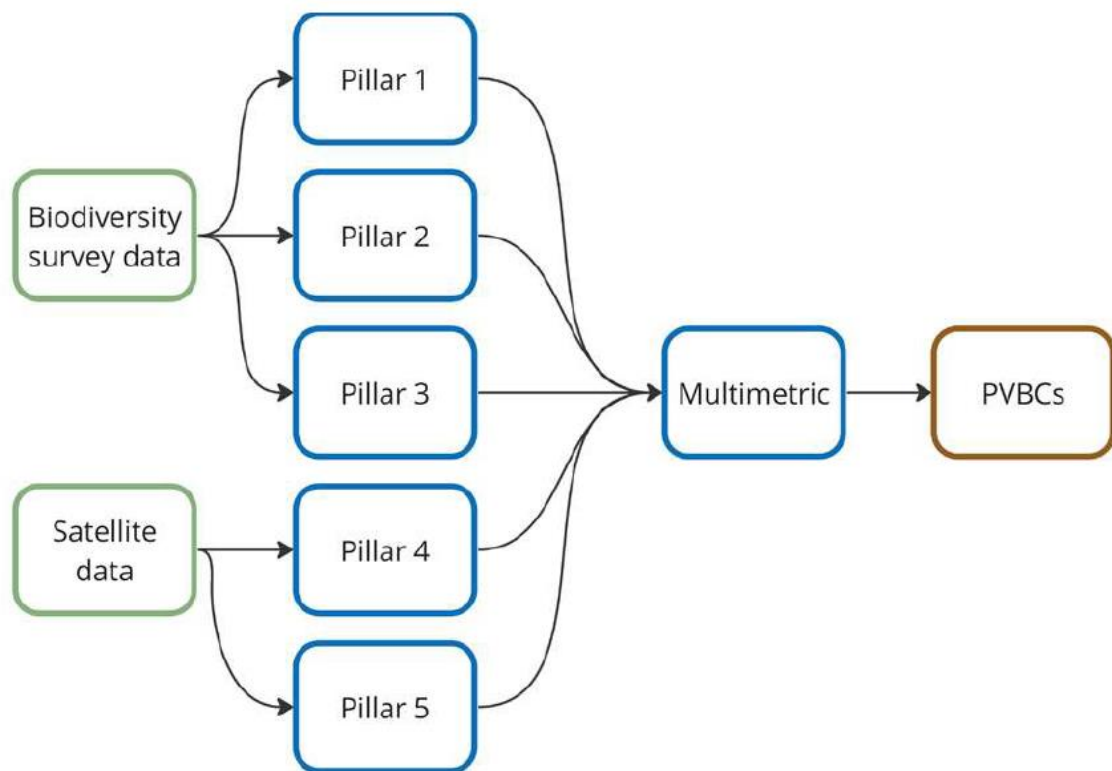 Pillar 1
Biodiversity
survey data
Pillar 2
Pillar 3
Multimetric
PVBCs
Satellite
data
Pillar 4
Pillar 5